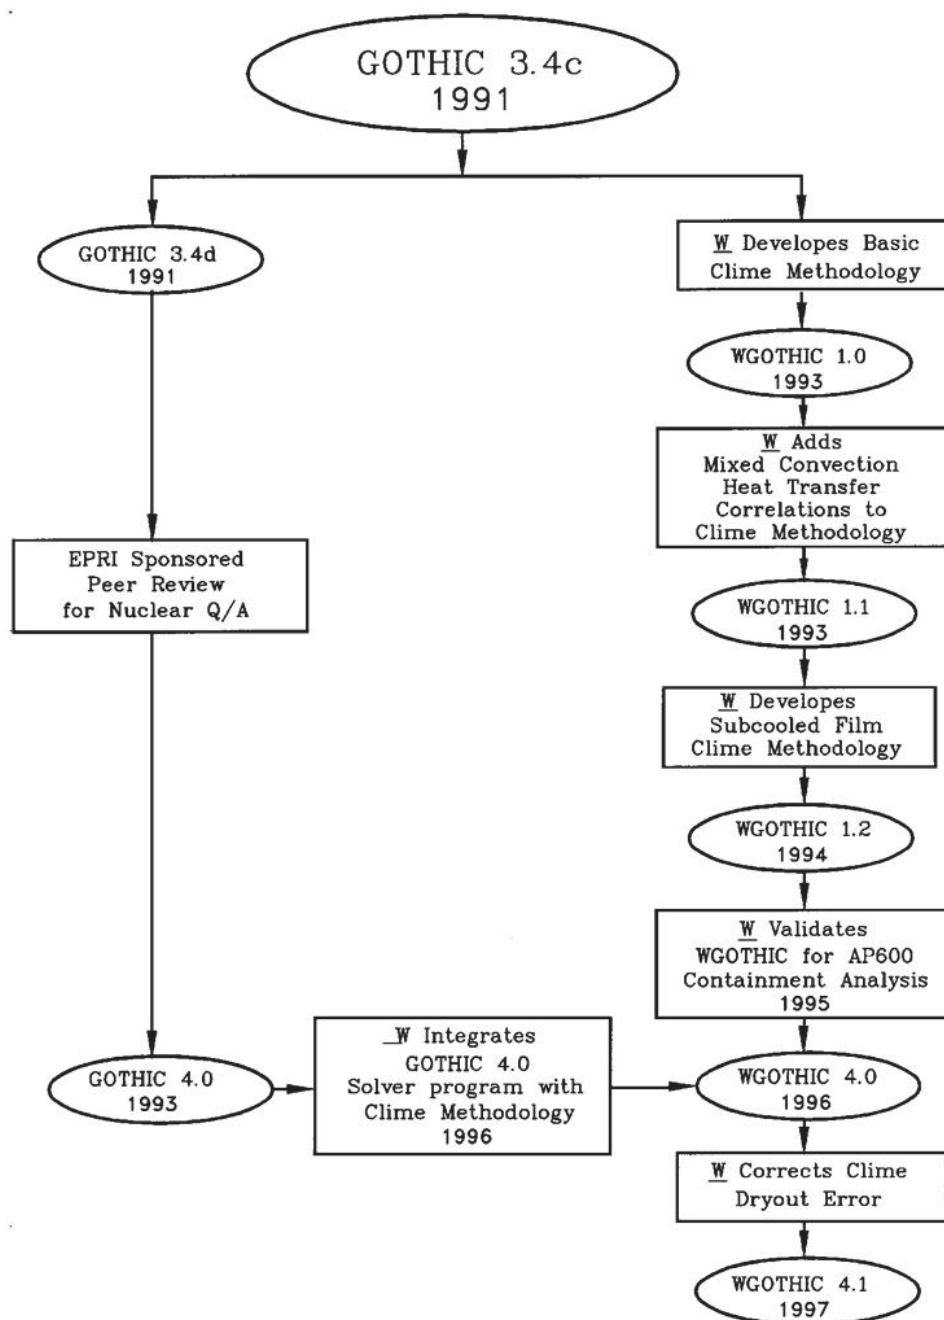 GOTHIC 3.4c
1991
GOTHIC 3.4d
1991
EPRI Sponsored
Peer Review
for Nuclear Q/A
GOTHIC 4.0
1993
W Integrates
GOTHIC 4.0
Solver program with
Clime Methodology
1996
W Developes Basic
Clime Methodology
WGOTHIC 1.0
1993
W Adds
Mixed Convection
Heat Transfer
Correlations to
Clime Methodology
WGOTHIC 1.1
1993
W Developes
Subcooled Film
Clime Methodology
WGOTHIC 1.2
1994
W Validates
WGOTHIC for AP600
Containment Analysis
1995
WGOTHIC 4.0
1996
W Corrects Clime
Dryout Error
WGOTHIC 4.1
1997